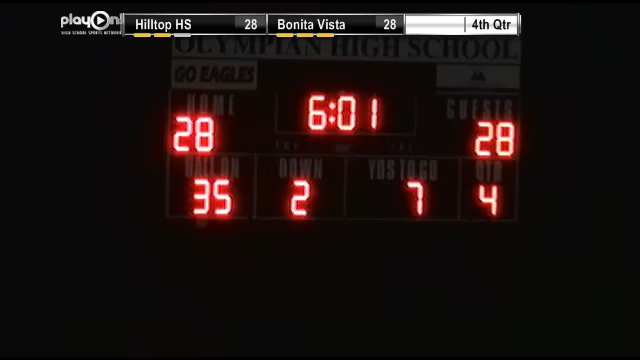 playOn!
HIGH SCHOOL SPORTS NETWORK
Hilltop HS 28 Bonita Vista 28 4th Qtr
OLYMPIAN HIGH SCHOOL
GO EAGLES
HOME 6:01 GUESTS
28 28
BALL ON DOWN YDS TO GO QTR
35 2 7 4